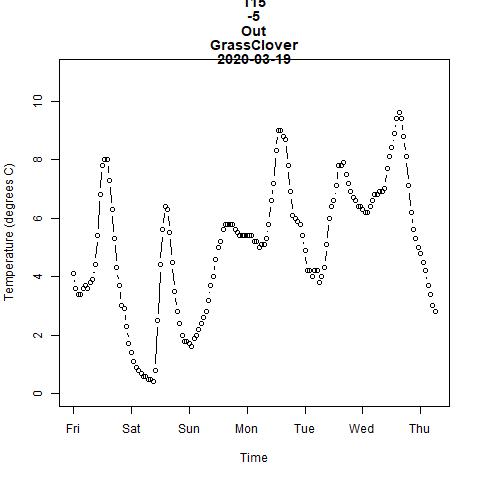 T15
-5
Out
GrassClover
2020-03-19
Temperature (degrees C)
10
8
6
4
2
0
Fri Sat Sun Mon Tue Wed Thu
Time